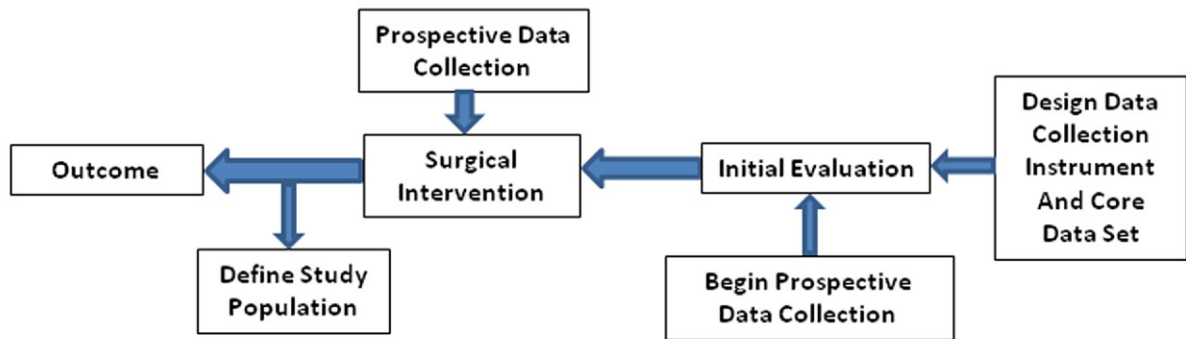 Prospective Data
Collection
Outcome
Surgical
Intervention
Initial Evaluation
Design Data
Collection
Instrument
And Core
Data Set
Define Study
Population
Begin Prospective
Data Collection